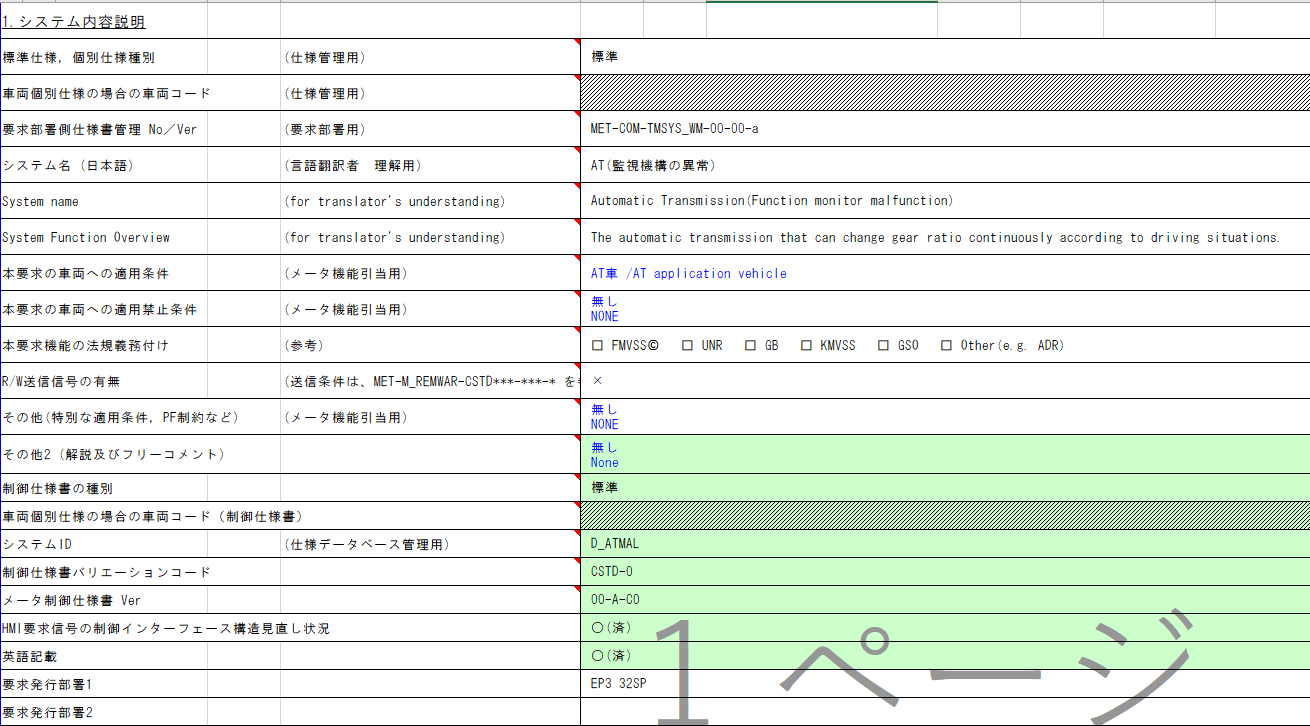 1. システム内容説明
標準仕様, 個別仕様種別 (仕様管理用) 標準
車両個別仕様の場合の車両コード (仕様管理用)
要求部署側仕様書管理 No／Ver (要求部署用) MET-COM-TMSYS_WM-00-00-a
システム名 (日本語) (言語翻訳者　理解用) AT(監視機構の異常)
System name (for translator's understanding) Automatic Transmission(Function monitor malfunction)
System Function Overview (for translator's understanding) The automatic transmission that can change gear ratio continuously according to driving situations.
本要求の車両への適用条件 (メータ機能引当用) AT車 /AT application vehicle
本要求の車両への適用禁止条件 (メータ機能引当用) 無し
NONE
本要求機能の法規義務付け (参考) □ FMVSS© □ UNR □ GB □ KMVSS □ GSO □ Other(e.g. ADR)
R/W送信信号の有無 (送信条件は、MET-M_REMWAR-CSTD***-***-* を ×
その他(特別な適用条件, PF制約など) (メータ機能引当用) 無し
NONE
その他2 (解説及びフリーコメント) 無し
None
制御仕様書の種別 標準
車両個別仕様の場合の車両コード (制御仕様書)
システムID (仕様データベース管理用) D_ATMAL
制御仕様書バリエーションコード CSTD-0
メータ制御仕様書 Ver 00-A-C0
HMI要求信号の制御インターフェース構造見直し状況 〇(済)
英語記載 〇(済)
要求発行部署1 EP3 32SP
要求発行部署2
1 ページ